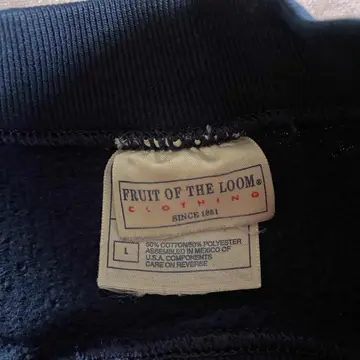 FRUIT OF THE LOOM®
CLOTHING
SINCE 1851
L
50% COTTON/50% POLYESTER
ASSEMBLED IN MEXICO OF
U.S.A. COMPONENTS
CARE ON REVERSE